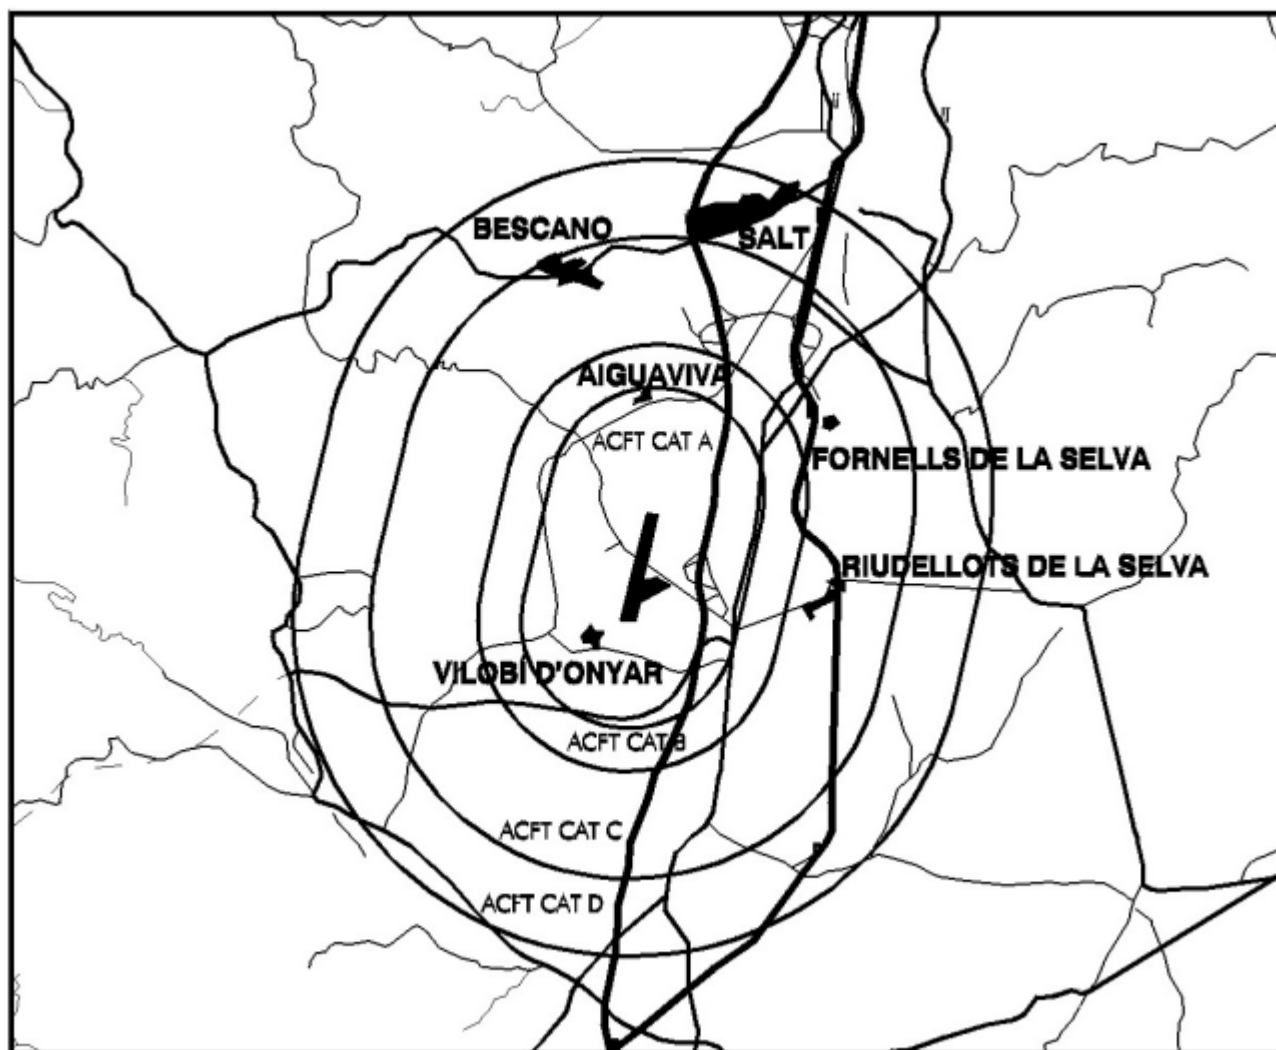 BESCANO
SALT
AIGUAVIVA
ACFT CAT A
FORNELLS DE LA SELVA
RIUDELLOTS DE LA SELVA
VILOBÍ D'ONYAR
ACFT CAT B
ACFT CAT C
ACFT CAT D